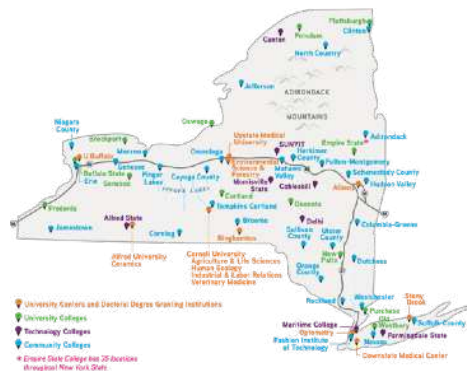 Plattsburgh
Clinton
Canton
Potsdam
North Country
Jefferson
ADIRONDACK
MOUNTAINS
Oswego
Niagara
County
Upstate Medical
University
Adirondack
Brockport
Monroe
Onondaga
SUNYIT
Empire State
U Buffalo
Herkimer
County
Fulton-Montgomery
Buffalo State
Erie
Genesee
Finger
Lakes
Environmental
Science &
Forestry
Mohawk
Valley
Schenectady County
Geneseo
Cayuga County
Morrisville
State
Cobleskill
Albany
Hudson Valley
FINGER LAKES
Cortland
Fredonia
Tompkins Cortland
Oneonta
Jamestown
Alfred State
Corning
Broome
Delhi
Columbia-Greene
Binghamton
Sullivan
County
Ulster
County
Alfred University
Ceramics
Cornell University
Agriculture & Life Sciences
Human Ecology
Industrial & Labor Relations
Veterinary Medicine
New
Paltz
Dutchess
Orange
County
Rockland
Westchester
Stony
Brook
University Centers and Doctoral Degree Granting Institutions
University Colleges
Technology Colleges
Community Colleges
* Empire State College has 35 locations
throughout New York State
Purchase
Old
Westbury
Suffolk County
Maritime College
Optometry
Farmingdale State
Fashion Institute
of Technology
Nassau
Downstate Medical Center